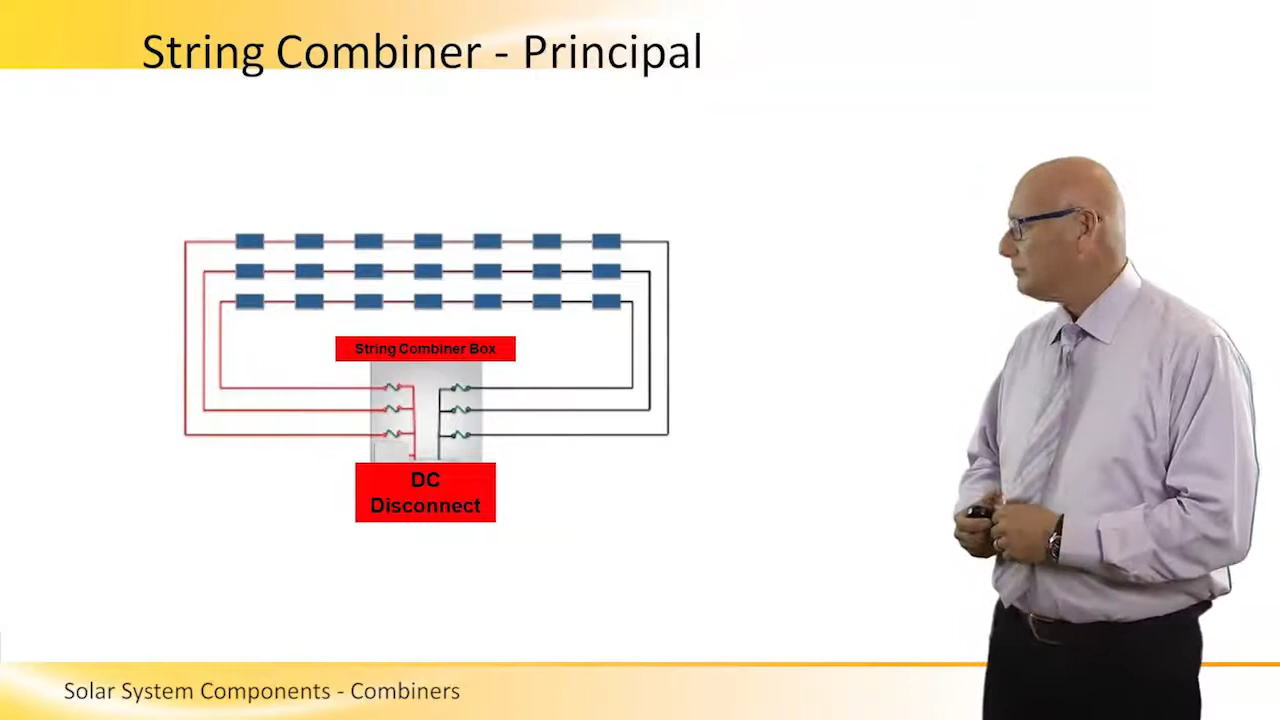 String Combiner - Principal
String Combiner Box
DC
Disconnect
Solar System Components - Combiners